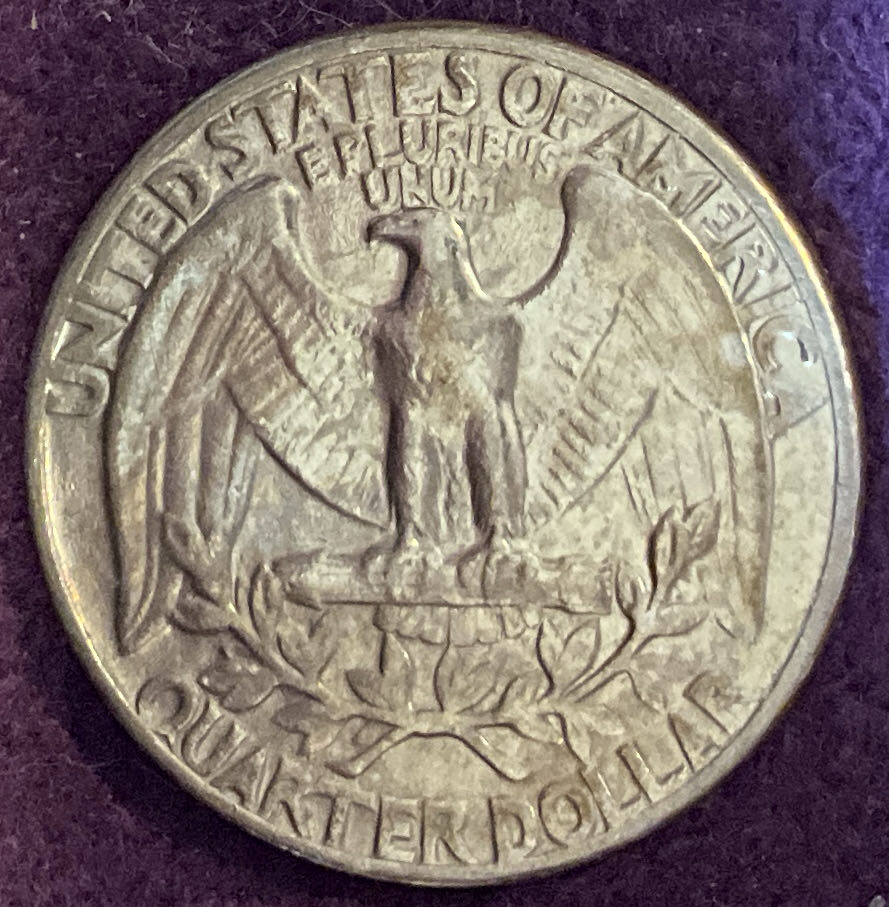 UNITED STATES OF AMERICA
E PLURIBUS
UNUM
QUARTER DOLLAR